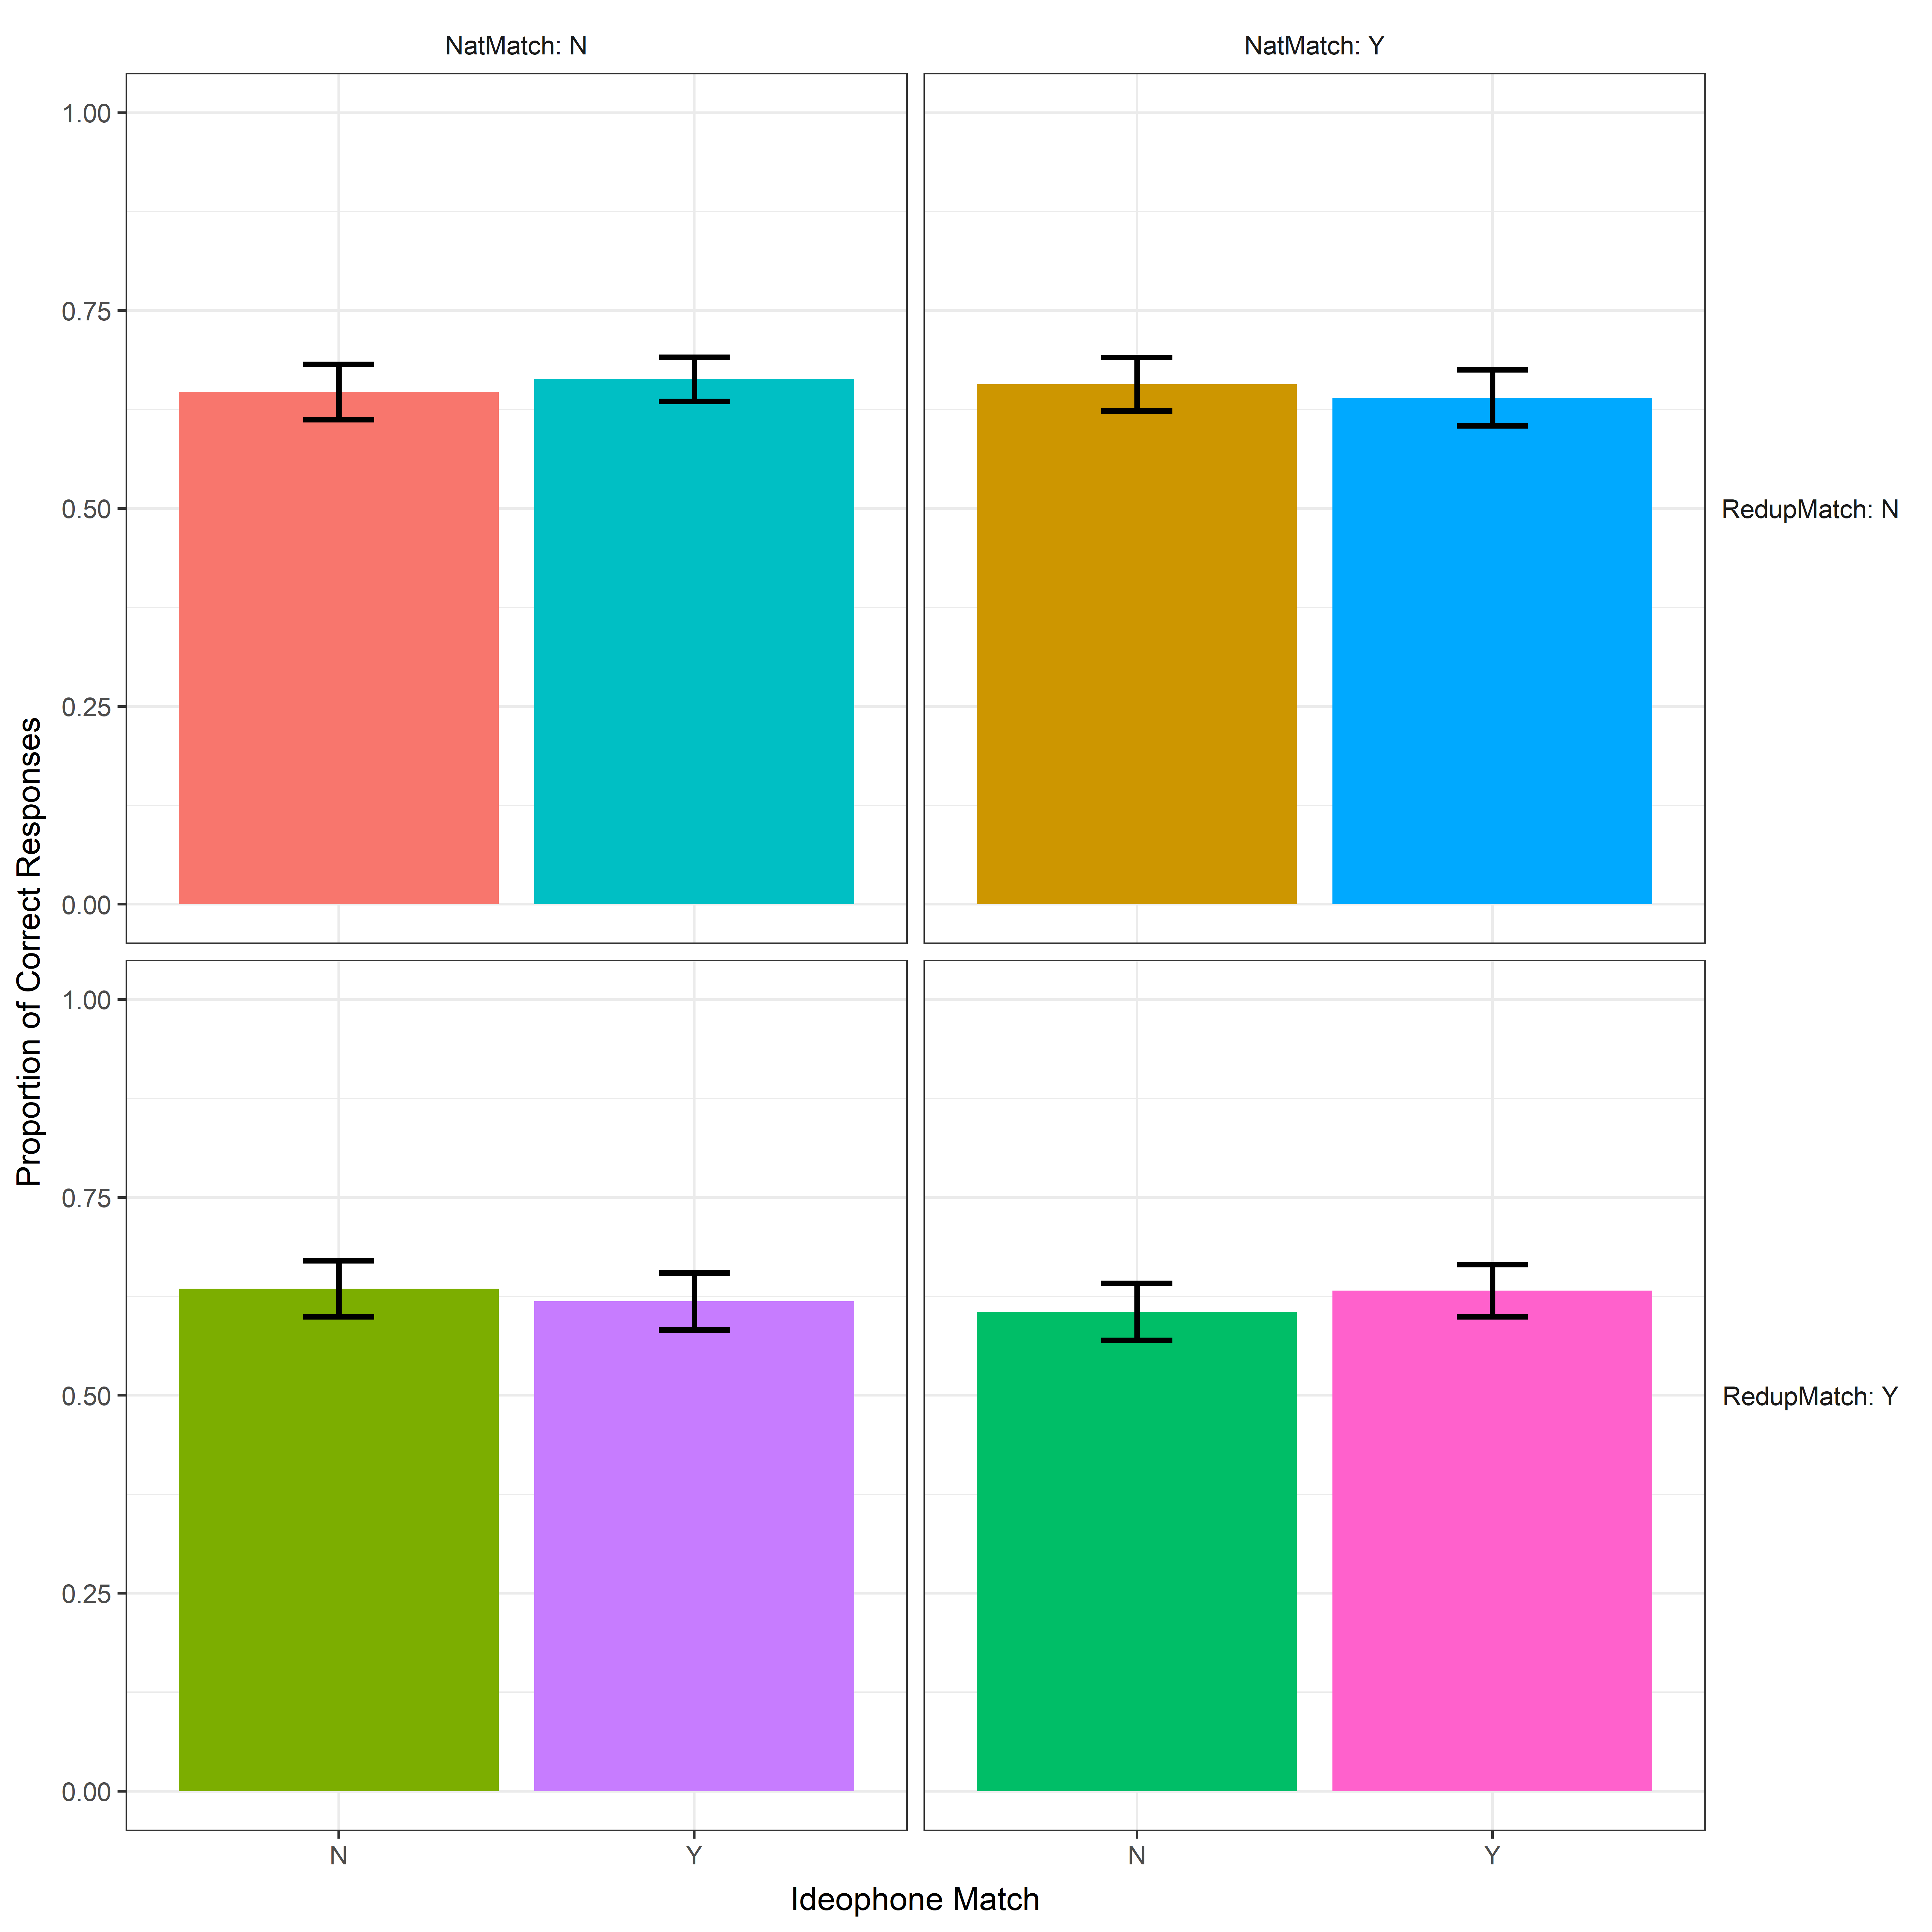 NatMatch: N
NatMatch: Y
1.00
0.75
0.50
0.25
0.00
RedupMatch: N
Proportion of Correct Responses
1.00
0.75
0.50
0.25
0.00
RedupMatch: Y
N
Y
N
Y
Ideophone Match